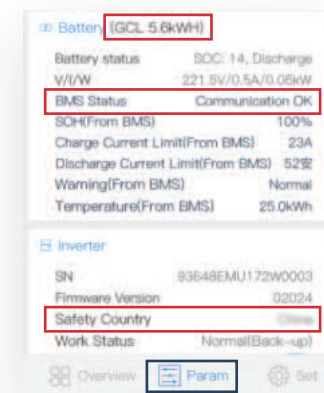 Battery (GCL 5.6kWH)
Battery status SOC: 14, Discharge
V/I/W 221.5V/0.5A/0.05kW
BMS Status Communication OK
SOH(From BMS) 100%
Charge Current Limit(From BMS) 23A
Discharge Current Limit(From BMS) 52安
Warning(From BMS) Normal
Temperature(From BMS) 25.0kWh
Inverter
SN 93648EMU172W0003
Firmware Version 02024
Safety Country
Work Status Normal(Back-up)
Overview Param Set